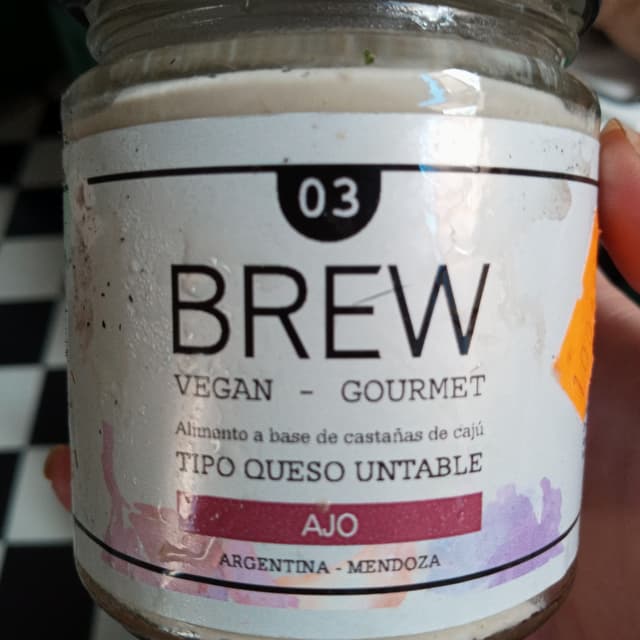 03
BREW
VEGAN - GOURMET
Alimento a base de castañas de cajú
TIPO QUESO UNTABLE
AJO
ARGENTINA - MENDOZA